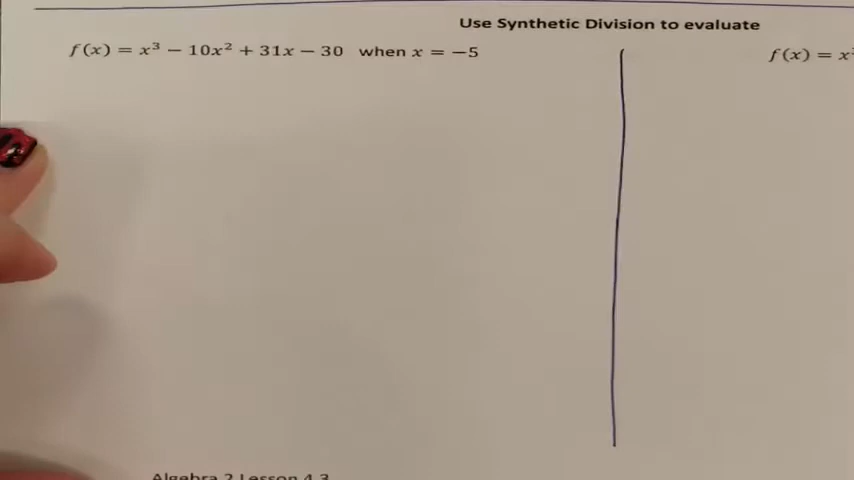 Use Synthetic Division to evaluate
f(x) = x³ − 10x² + 31x − 30 when x = −5
f(x) = x
Algebra 2 Lesson 4.3